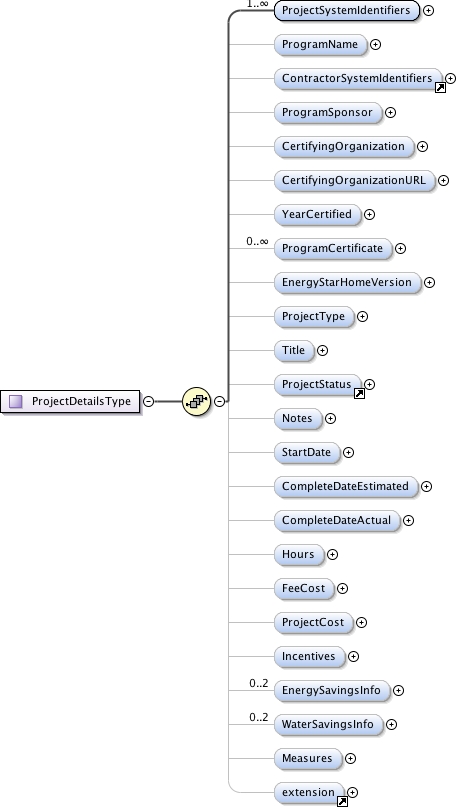 1..∞
ProjectSystemIdentifiers
ProgramName
ContractorSystemIdentifiers
ProgramSponsor
CertifyingOrganization
CertifyingOrganizationURL
YearCertified
0..∞
ProgramCertificate
EnergyStarHomeVersion
ProjectType
Title
ProjectStatus
ProjectDetailsType
Notes
StartDate
CompleteDateEstimated
CompleteDateActual
Hours
FeeCost
ProjectCost
Incentives
0..2
EnergySavingsInfo
0..2
WaterSavingsInfo
Measures
extension